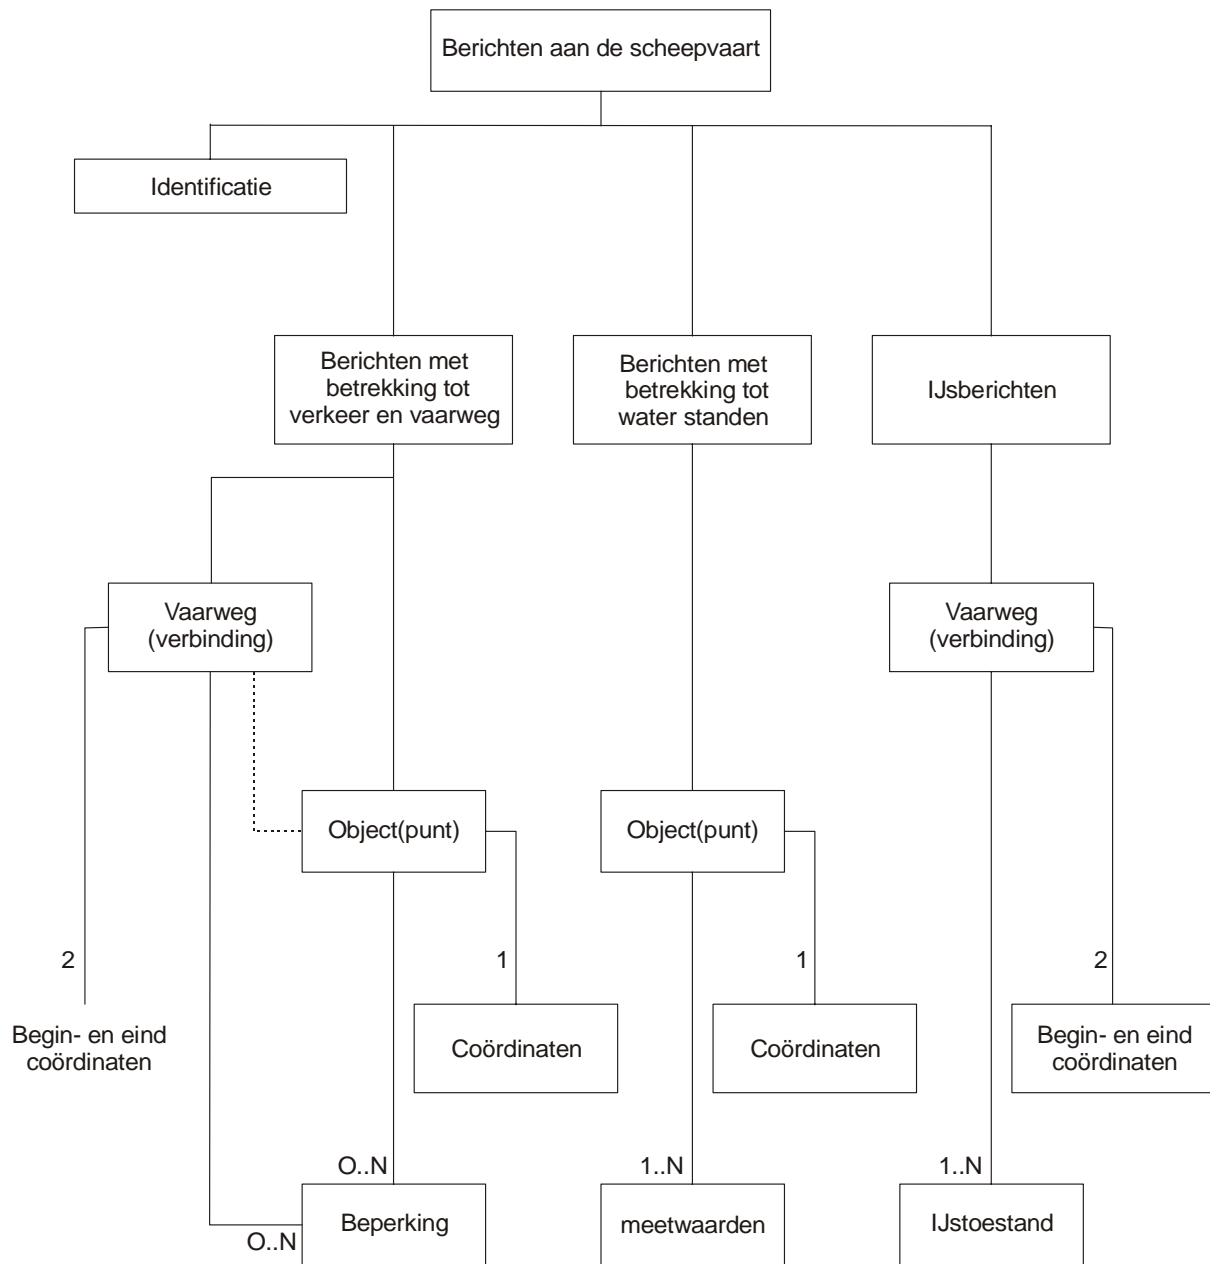 Berichten aan de scheepvaart
Identificatie
Berichten met
betrekking tot
verkeer en vaarweg
Berichten met
betrekking tot
water standen
IJsberichten
Vaarweg
(verbinding)
Vaarweg
(verbinding)
Object(punt)
Object(punt)
2
1
1
2
Begin- en eind
coördinaten
Coördinaten
Coördinaten
Begin- en eind
coördinaten
O..N
1..N
1..N
O..N
Beperking
meetwaarden
IJstoestand